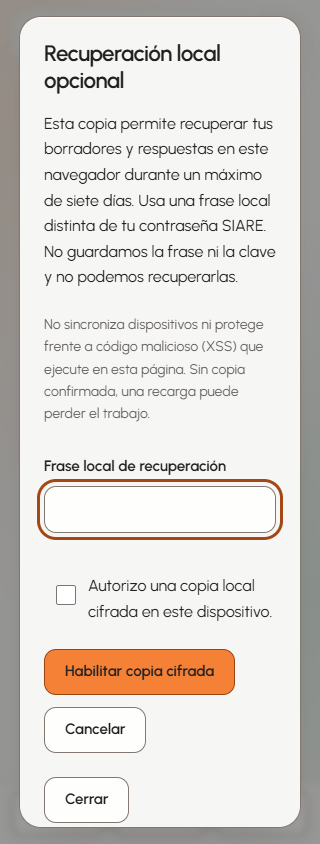 Recuperación local
opcional
Esta copia permite recuperar tus
borradores y respuestas en este
navegador durante un máximo
de siete días. Usa una frase local
distinta de tu contraseña SIARE.
No guardamos la frase ni la clave
y no podemos recuperarlas.
No sincroniza dispositivos ni protege
frente a código malicioso (XSS) que
ejecute en esta página. Sin copia
confirmada, una recarga puede
perder el trabajo.
Frase local de recuperación
Autorizo una copia local
cifrada en este dispositivo.
Habilitar copia cifrada
Cancelar
Cerrar